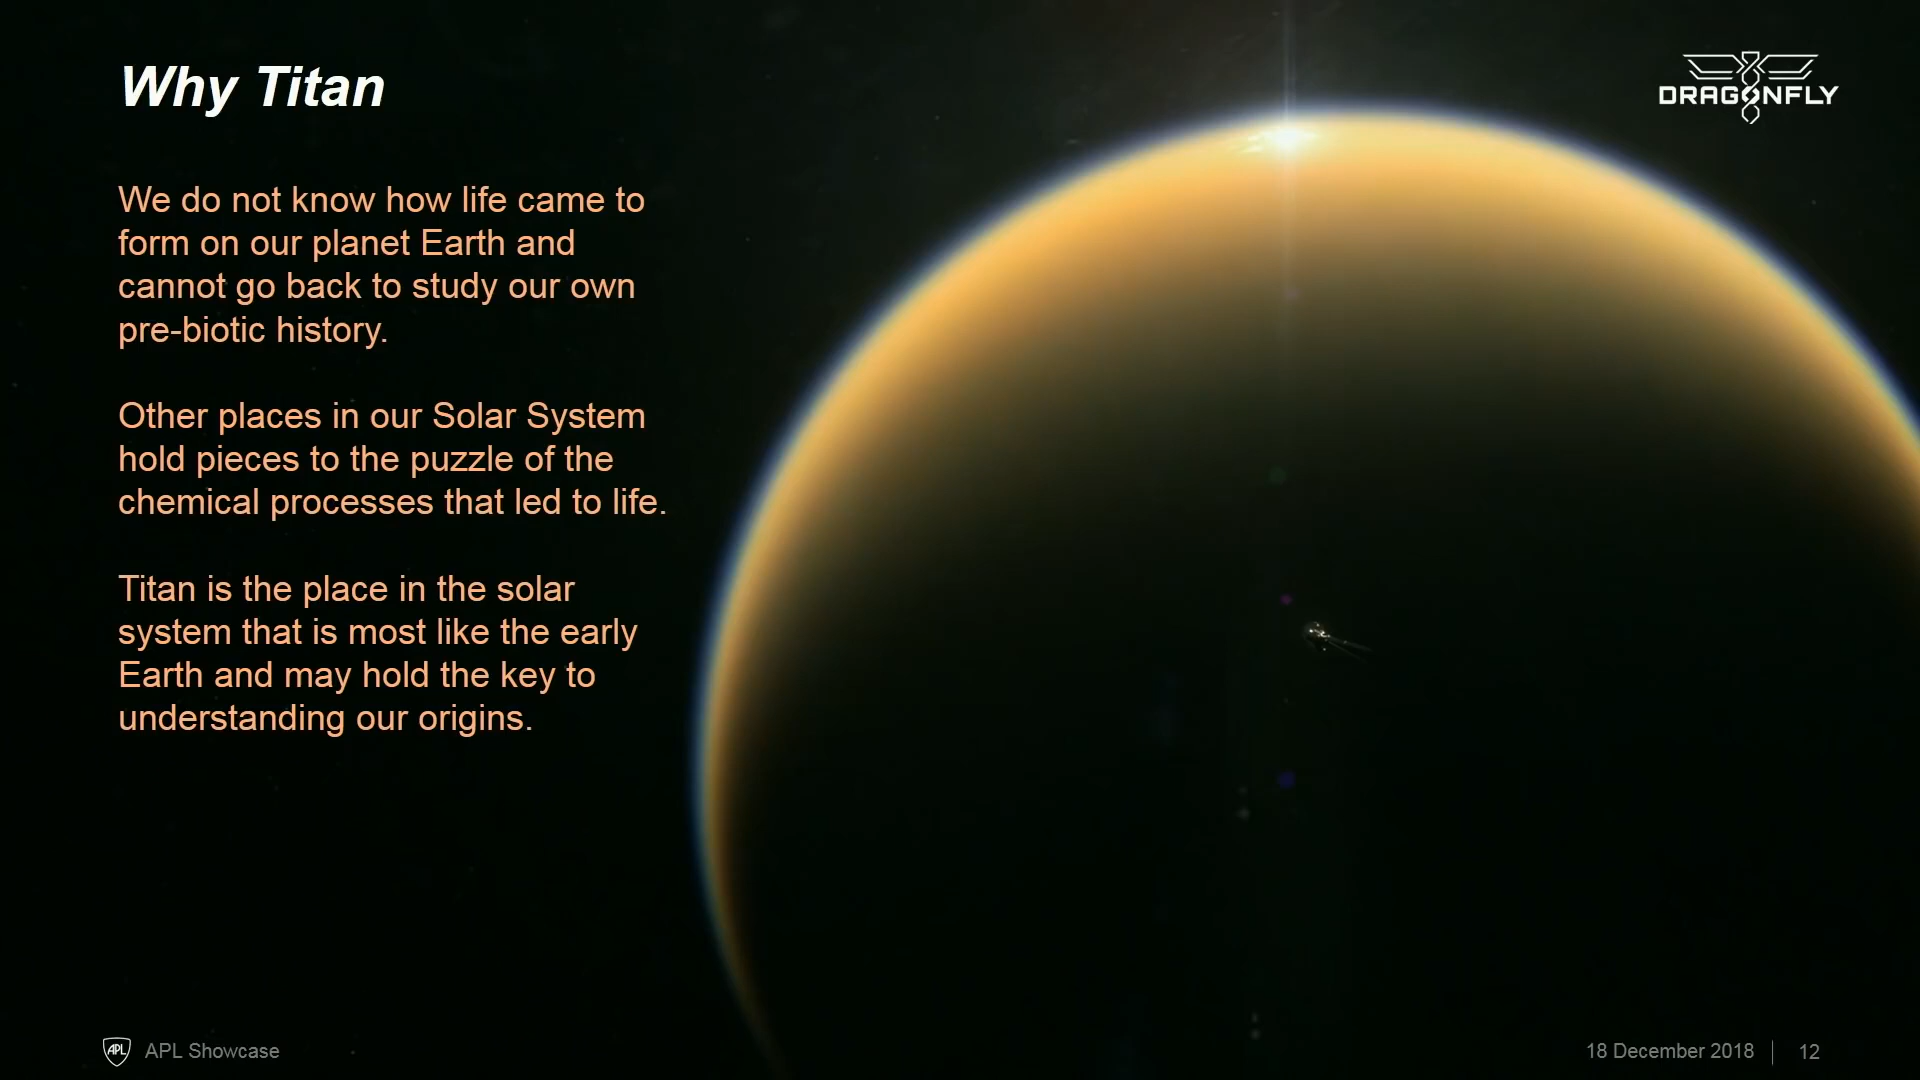 Why Titan
DRAGONFLY
We do not know how life came to
form on our planet Earth and
cannot go back to study our own
pre-biotic history.
Other places in our Solar System
hold pieces to the puzzle of the
chemical processes that led to life.
Titan is the place in the solar
system that is most like the early
Earth and may hold the key to
understanding our origins.
APL APL Showcase
18 December 2018 | 12